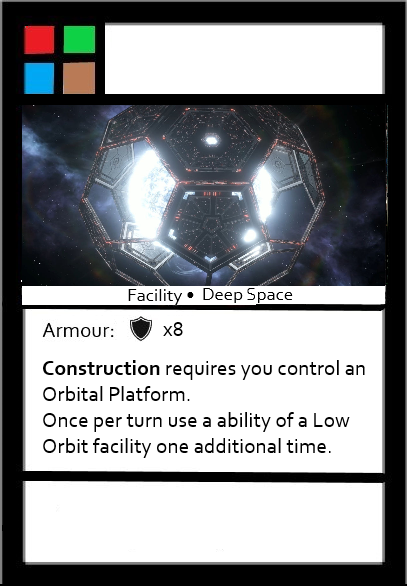 Facility • Deep Space
Armour: x8
Construction requires you control an
Orbital Platform.
Once per turn use a ability of a Low
Orbit facility one additional time.